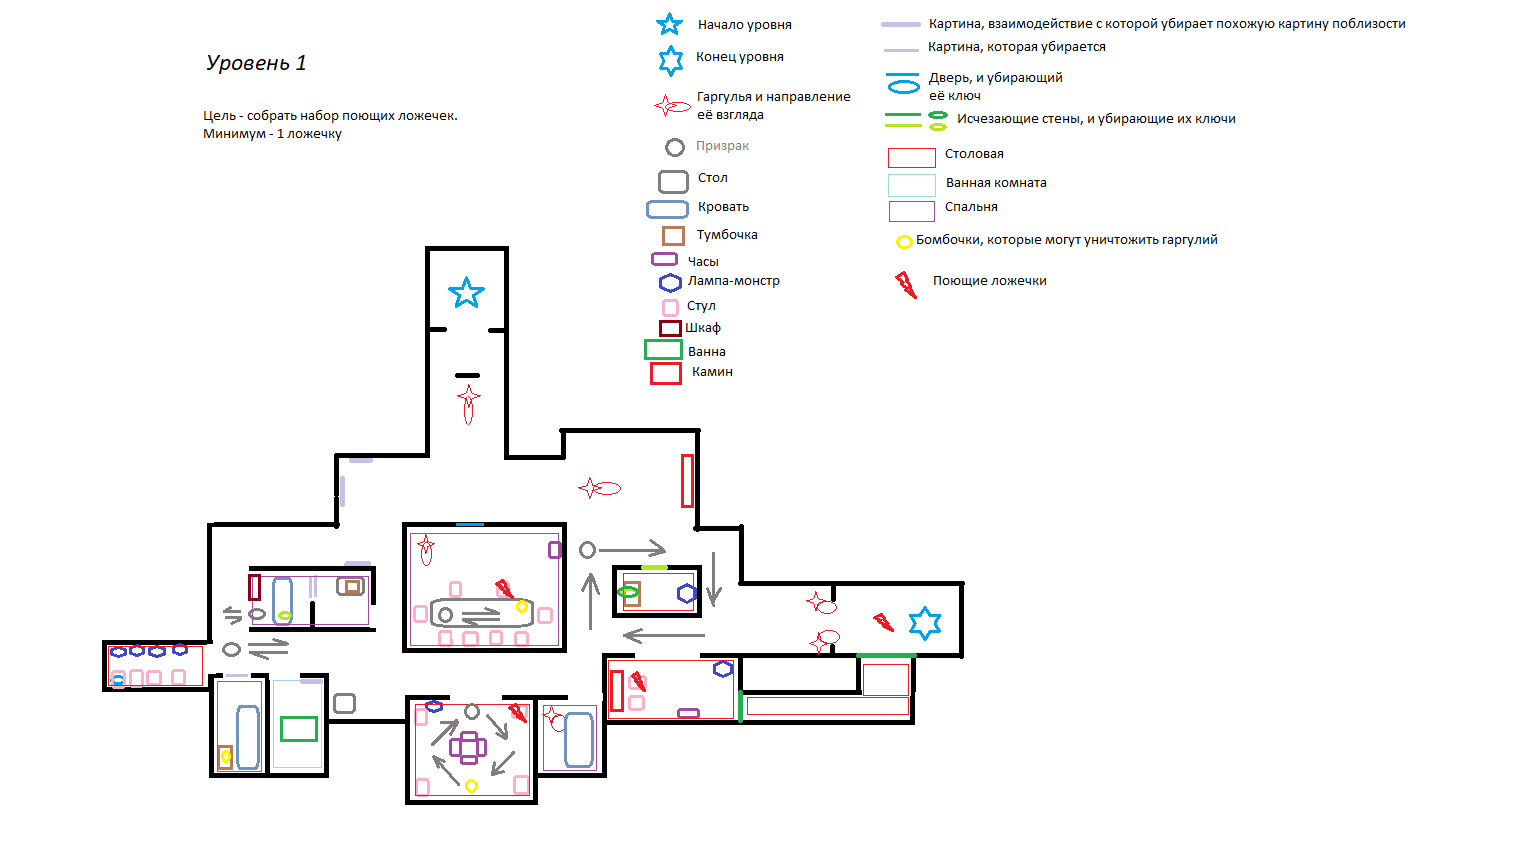 Уровень 1
Цель - собрать набор поющих ложечек.
Минимум - 1 ложечку
Начало уровня
Конец уровня
Гаргулья и направление
её взгляда
Призрак
Стол
Кровать
Тумбочка
Часы
Лампа-монстр
Стул
Шкаф
Ванна
Камин
Картина, взаимодействие с которой убирает похожую картину поблизости
Картина, которая убирается
Дверь, и убирающий
её ключ
Исчезающие стены, и убирающие их ключи
Столовая
Ванная комната
Спальня
Бомбочки, которые могут уничтожить гаргулий
Поющие ложечки